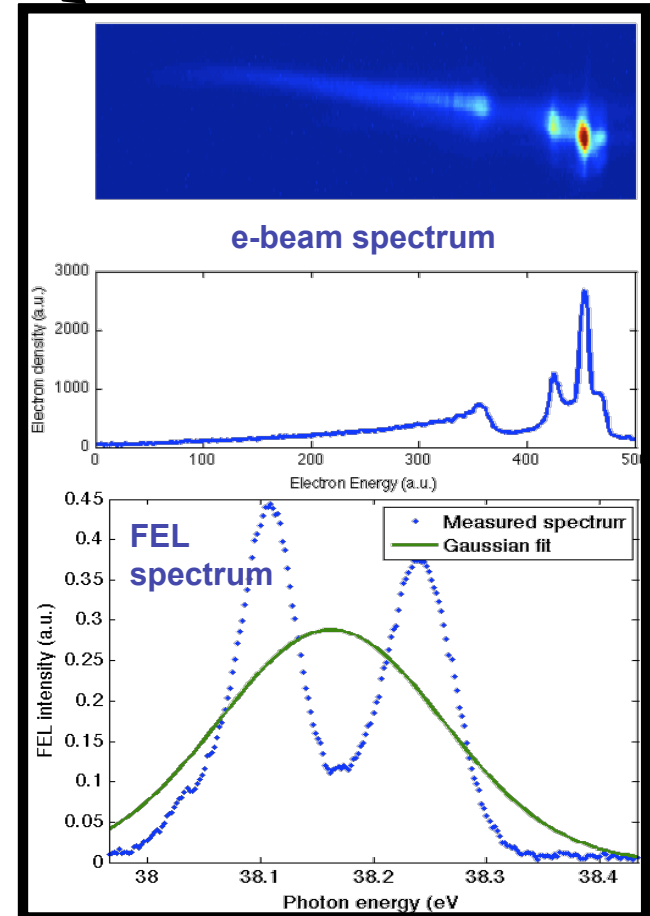 e-beam spectrum
3000
2000
1000
0
Electron density (a.u.)
0 100 200 300 400 500
Electron Energy (a.u.)
0.45
0.4
0.35
0.3
0.25
0.2
0.15
0.1
0.05
0
FEL intensity (a.u.)
FEL
spectrum
Measured spectrurr
Gaussian fit
38 38.1 38.2 38.3 38.4
Photon energy (eV